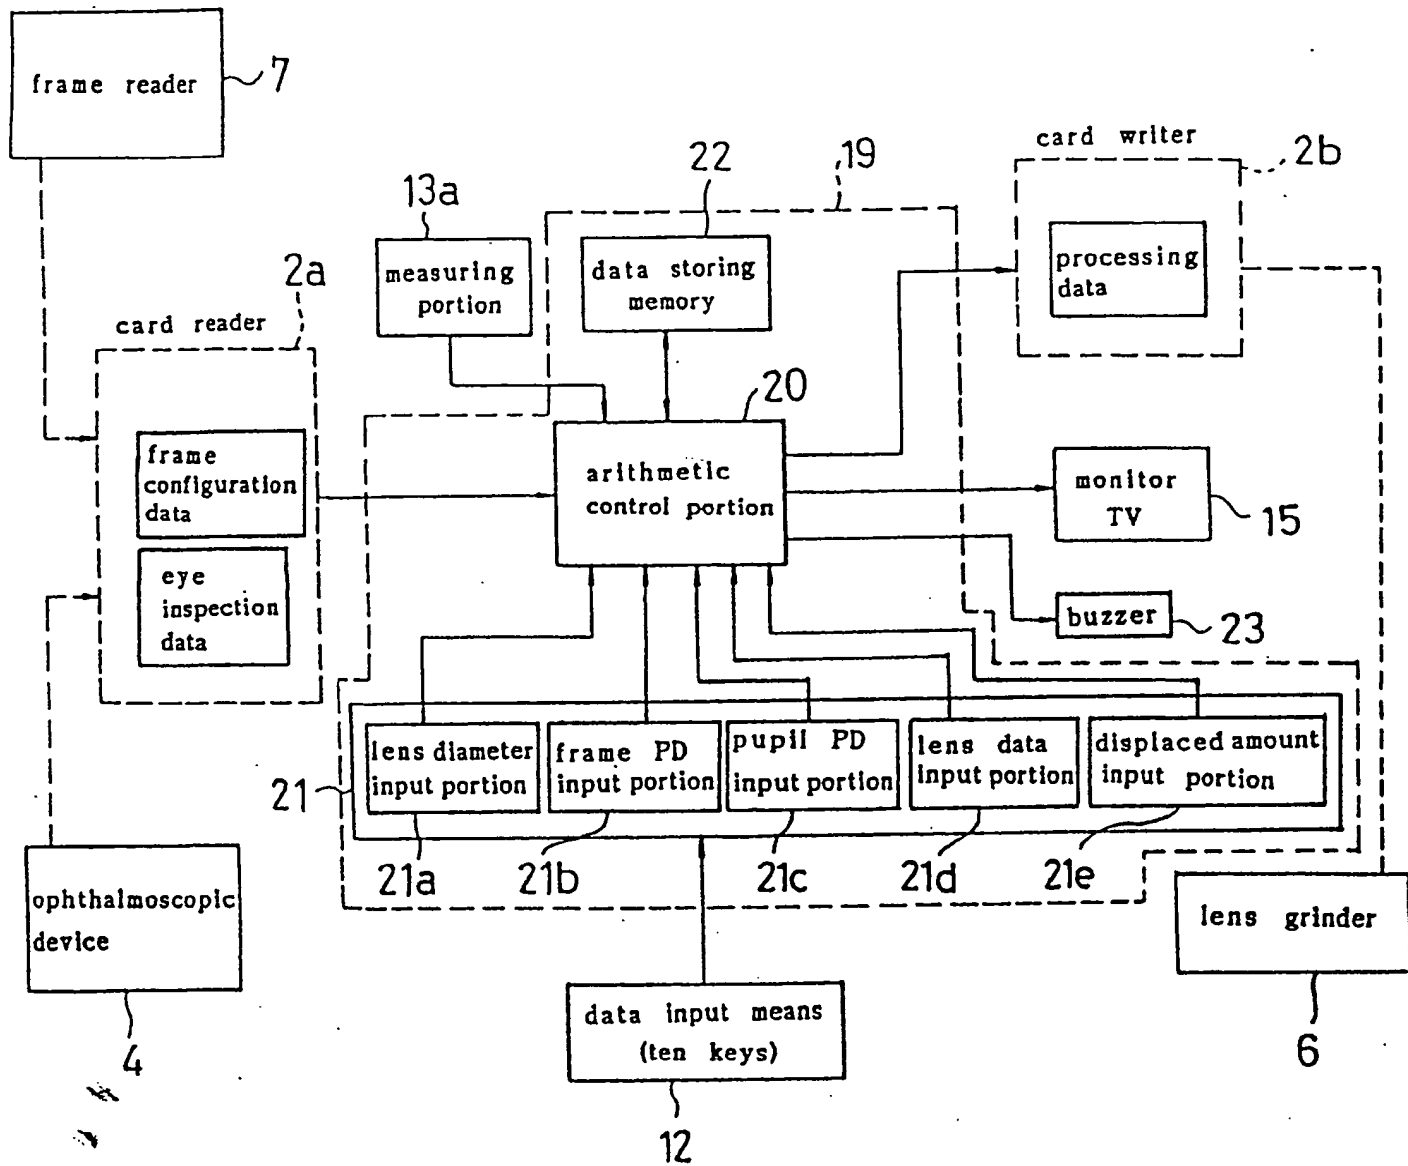 frame reader
7
card writer
2b
19
22
13a
processing
data
measuring
portion
data storing
memory
2a
card reader
20
frame
configuration
data
arithmetic
control portion
monitor
TV
15
eye
inspection
data
buzzer
23
21
lens diameter
input portion
frame PD
input portion
pupil PD
input portion
lens data
input portion
displaced amount
input portion
21a
21b
21c
21d
21e
ophthalmoscopic
device
4
lens grinder
6
data input means
(ten keys)
12